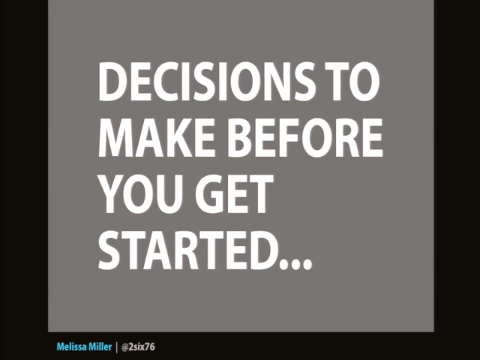 DECISIONS TO
MAKE BEFORE
YOU GET
STARTED...
Melissa Miller | @2six76